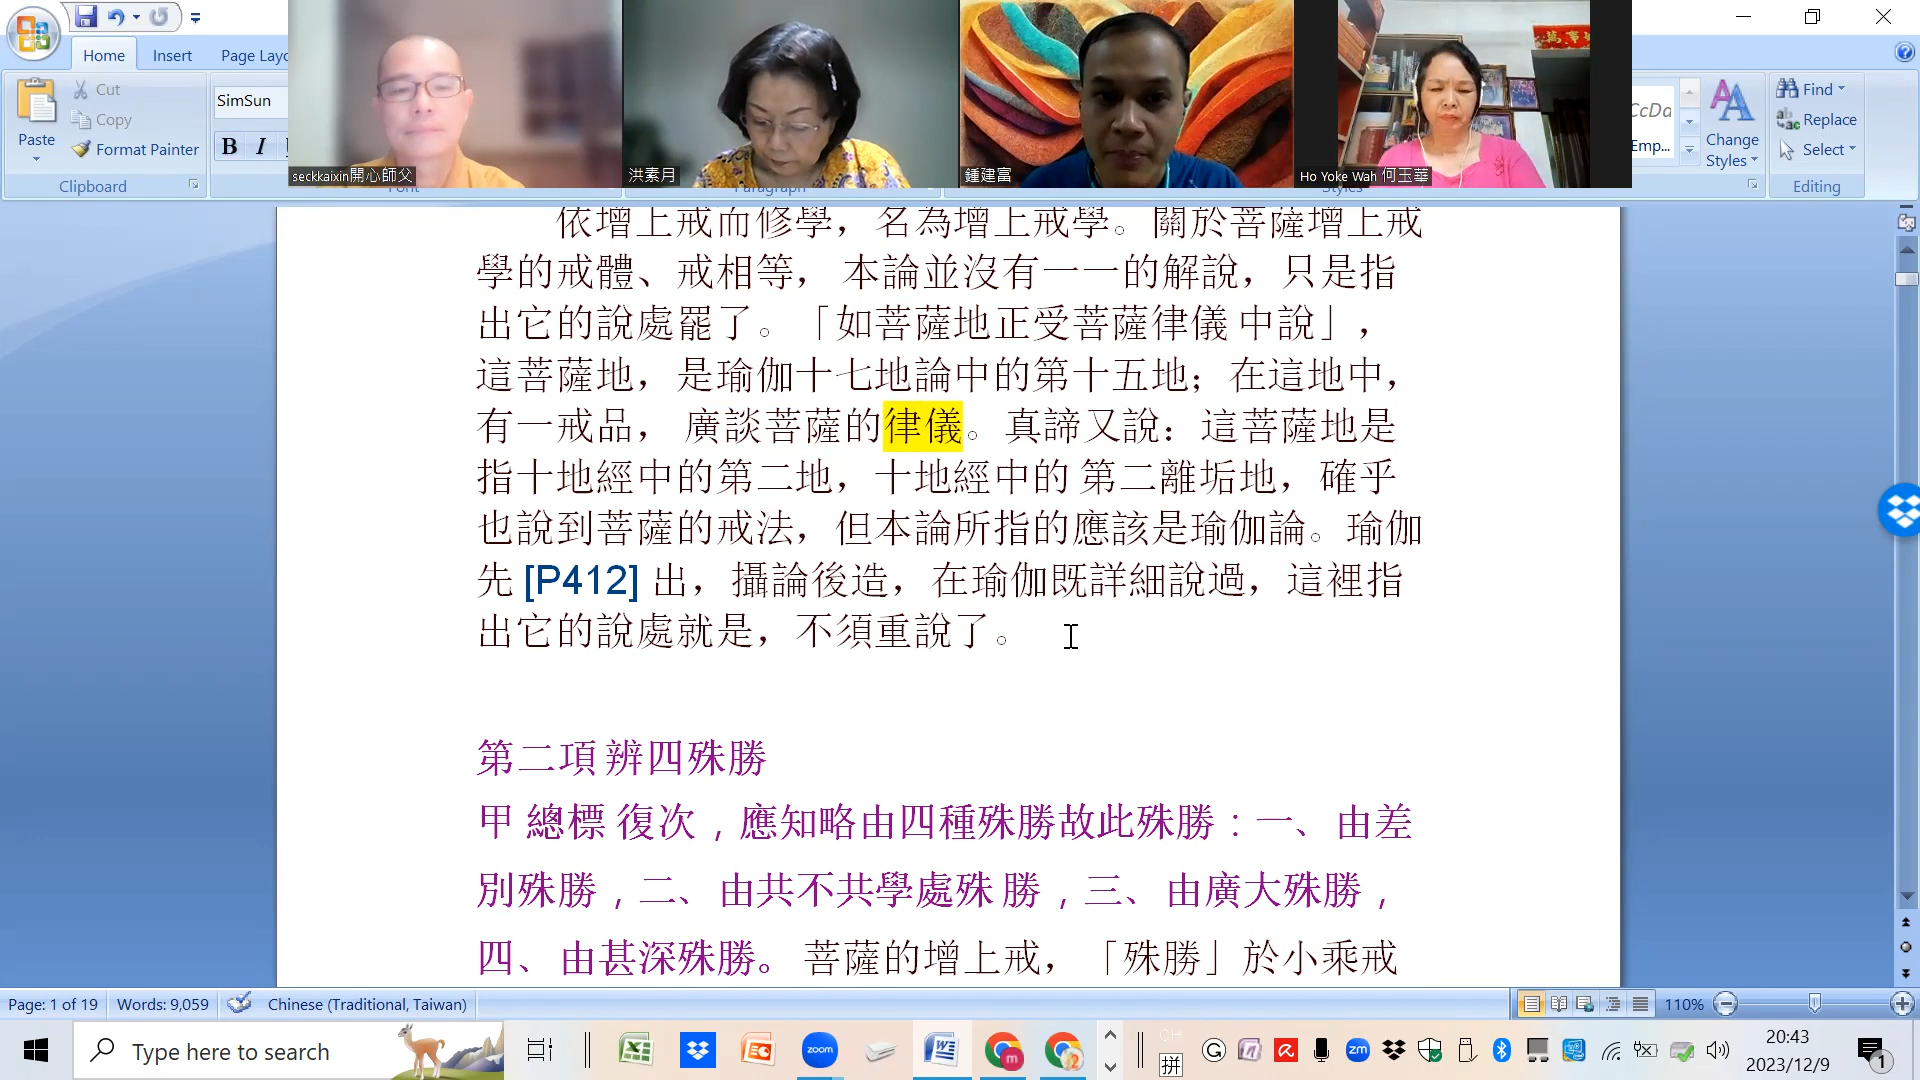 Home
Insert
Page Layo
Paste
Cut
Copy
Format Painter
Clipboard
SimSun
B I
seckkaixin開心師父
洪素月
鍾建富
Ho Yoke Wah 何玉華
Emp...
Change
Styles
Find
Replace
Select
Editing
依增上戒而修學，名為增上戒學。關於菩薩增上戒
學的戒體、戒相等， 本論並沒有一一的解說，只是指
出它的說處罷了。「如菩薩地正受菩薩律儀 中說」，
這菩薩地，是瑜伽十七地論中的第十五地；在這地中，
有一戒品， 廣談菩薩的律儀。真諦又說：這菩薩地是
指十地經中的第二地，十地經中的 第二離垢地，確乎
也說到菩薩的戒法，但本論所指的應該是瑜伽論。瑜伽
先 [P412] 出，攝論後造，在瑜伽既詳細說過，這裡指
出它的說處就是，不須重說了。
第二項 辨四殊勝
甲 總標 復次，應知略由四種殊勝故此殊勝：一、由差
別殊勝，二、由共不共學處殊 勝，三、由廣大殊勝，
四、由甚深殊勝。 菩薩的增上戒，「殊勝」於小乘戒
Page: 1 of 19
Words: 9,059
Chinese (Traditional, Taiwan)
110%
Type here to search
zoom
拼
20:43
2023/12/9
1